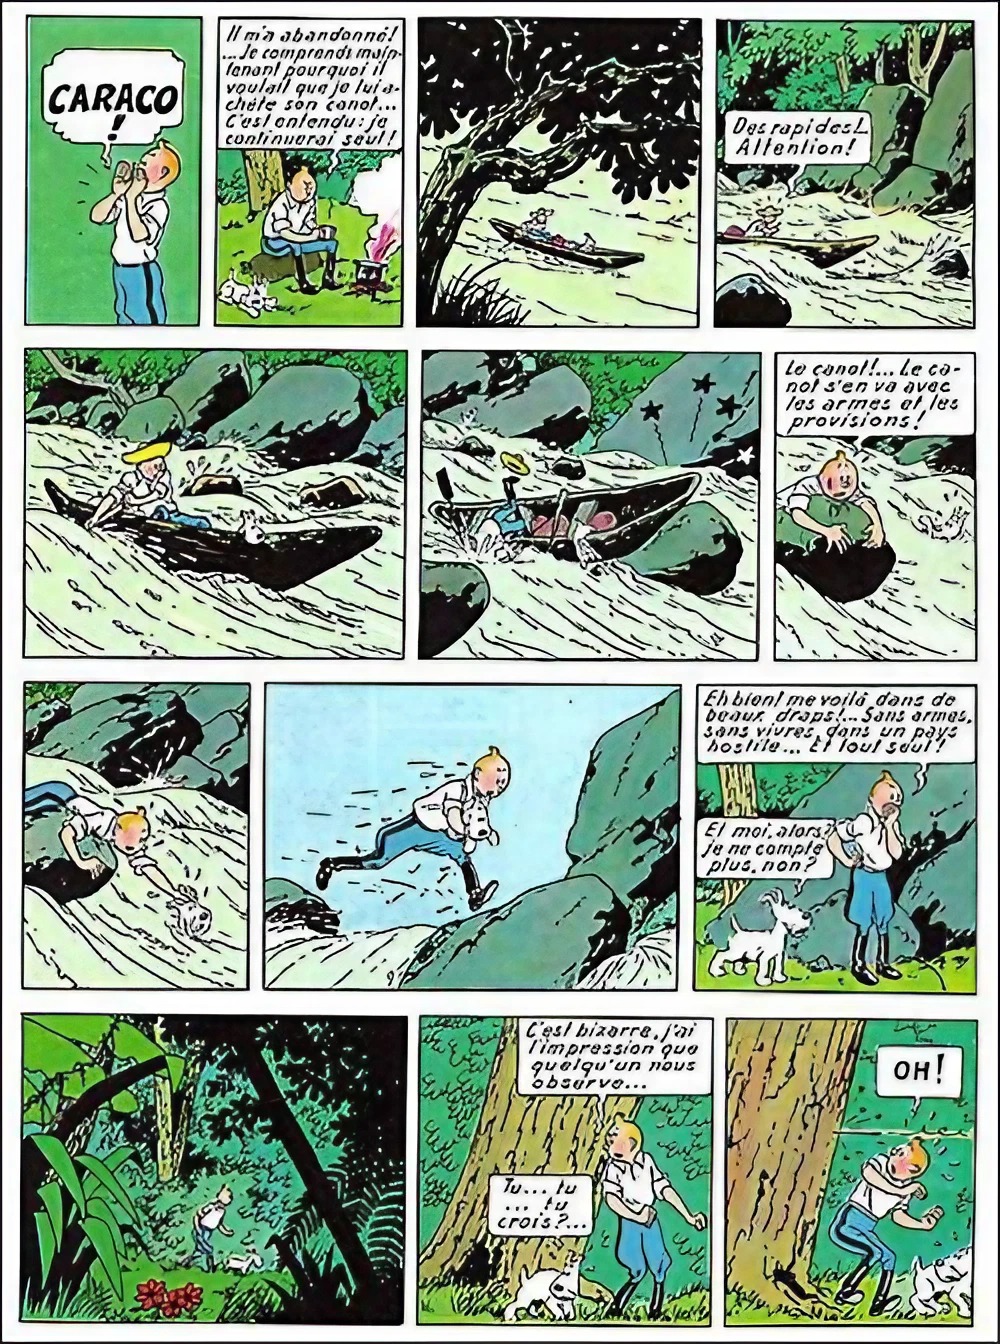 CARACO
!
Il m'a abandonné!
...Je comprends main-
tenant pourquoi il
voulait que je lui a-
chète son canot...
C'est entendu: je
continuerai seul!
Des rapides!...
Attention!
Le canot!... Le ca-
not s'en va avec
les armes et les
provisions!
Eh bien! me voilà dans de
beaux draps!... Sans armes,
sans vivres, dans un pays
hostile... Et tout seul!
Et moi, alors?
je ne compte
plus, non?
C'est bizarre, j'ai
l'impression que
quelqu'un nous
observe...
Tu... tu
... tu
crois?...
OH!